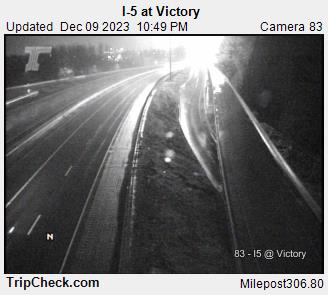 I-5 at Victory
Updated Dec 09 2023 10:49 PM Camera 83
T
N
83 - I5 @ Victory
TripCheck.com Milepost306.80